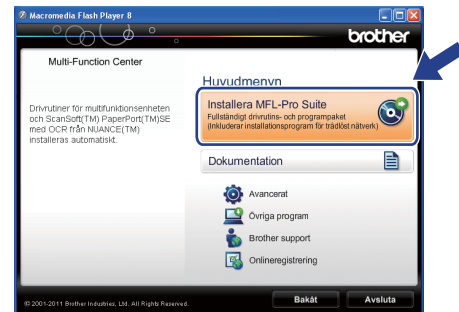 Macromedia Flash Player 8
brother
Multi-Function Center
Drivrutiner för multifunktionsenheten
och ScanSoft(TM) PaperPort(TM)SE
med OCR från NUANCE(TM)
installeras automatiskt.
Huvudmenyn
Installera MFL-Pro Suite
Fullständigt drivrutins- och programpaket
(Inkluderar installationsprogram för trådlöst nätverk)
Dokumentation
Avancerat
Övriga program
Brother support
Onlineregistrering
© 2001-2011 Brother Industries, Ltd. All Rights Reserved.
Bakåt
Avsluta